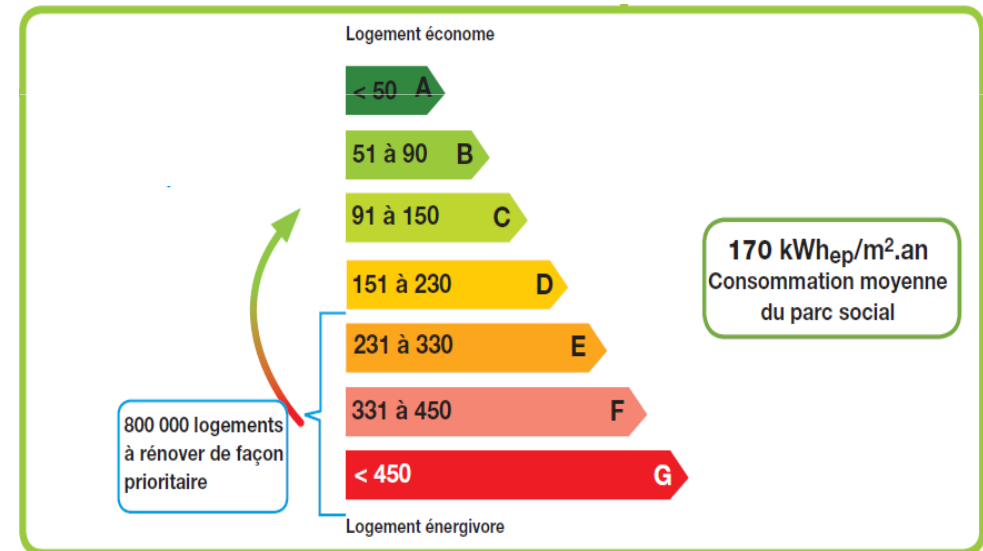 Logement économe
< 50 A
51 à 90 B
91 à 150 C
151 à 230 D
231 à 330 E
331 à 450 F
< 450 G
Logement énergivore
800 000 logements
à rénover de façon
prioritaire
170 kWhep/m².an
Consommation moyenne
du parc social